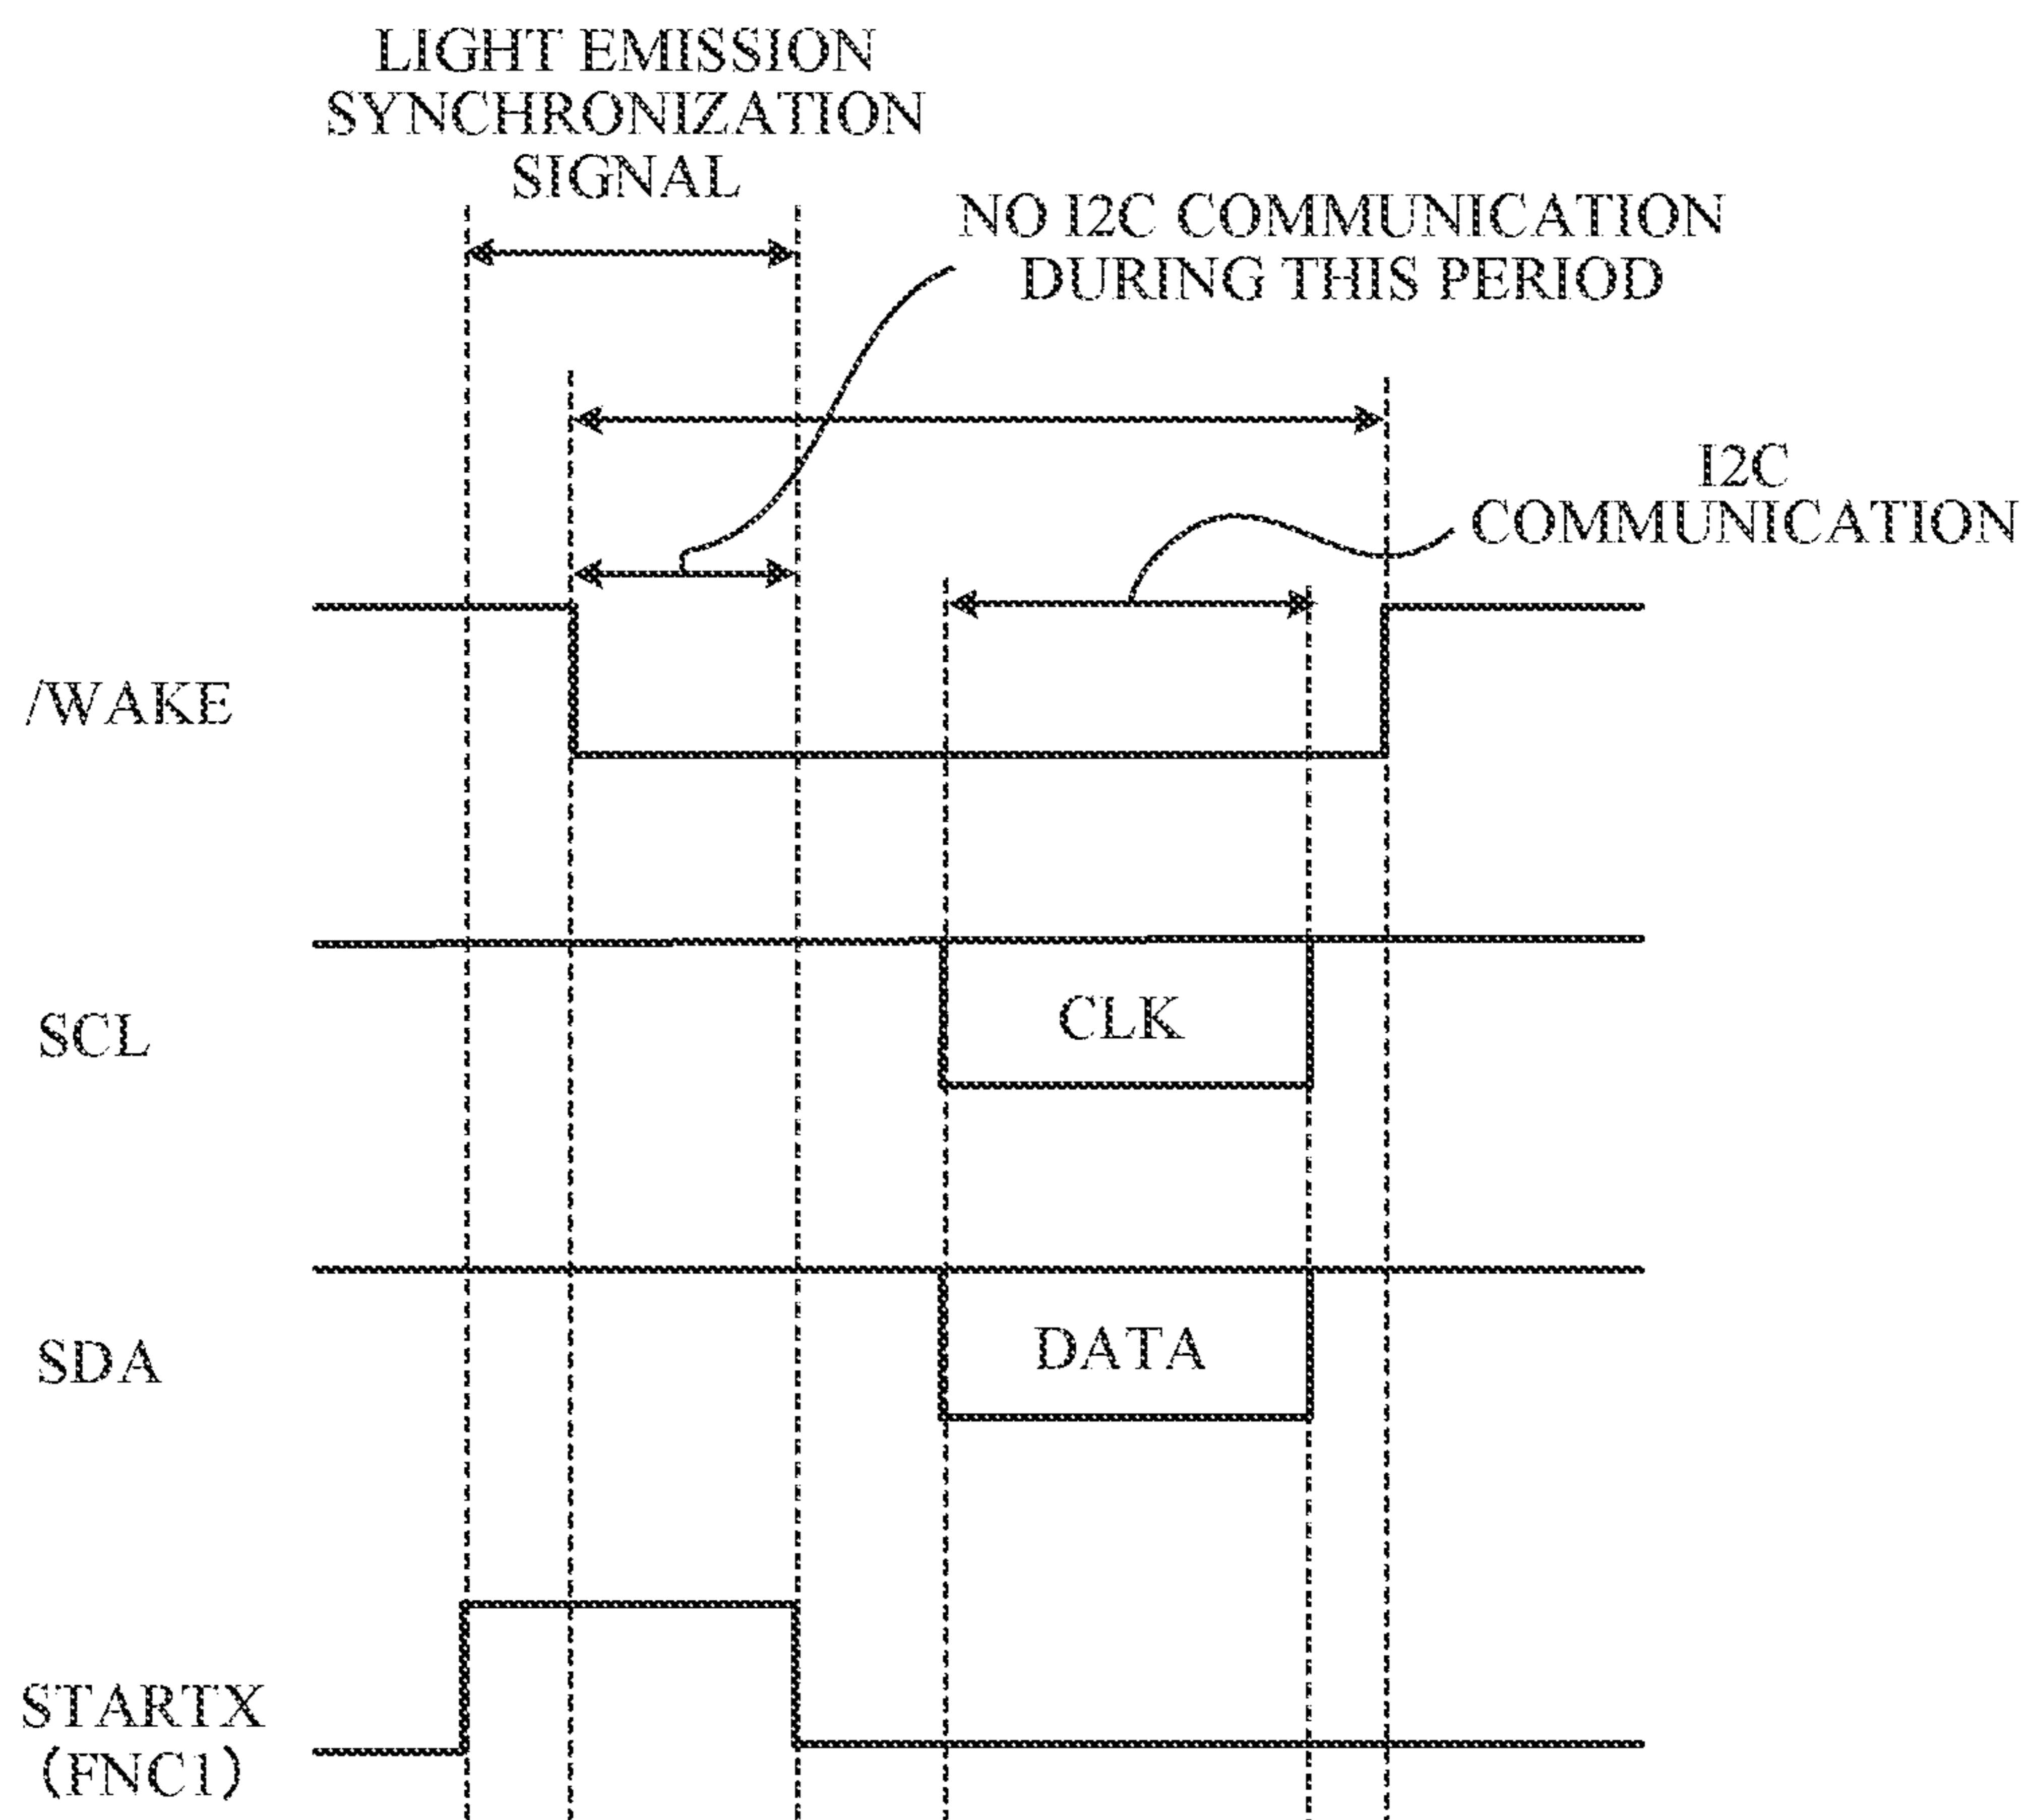 LIGHT EMISSION
SYNCHRONIZATION
SIGNAL
NO I2C COMMUNICATION
DURING THIS PERIOD
I2C
COMMUNICATION
/WAKE
SCL
CLK
SDA
DATA
STARTX
(FNC1)